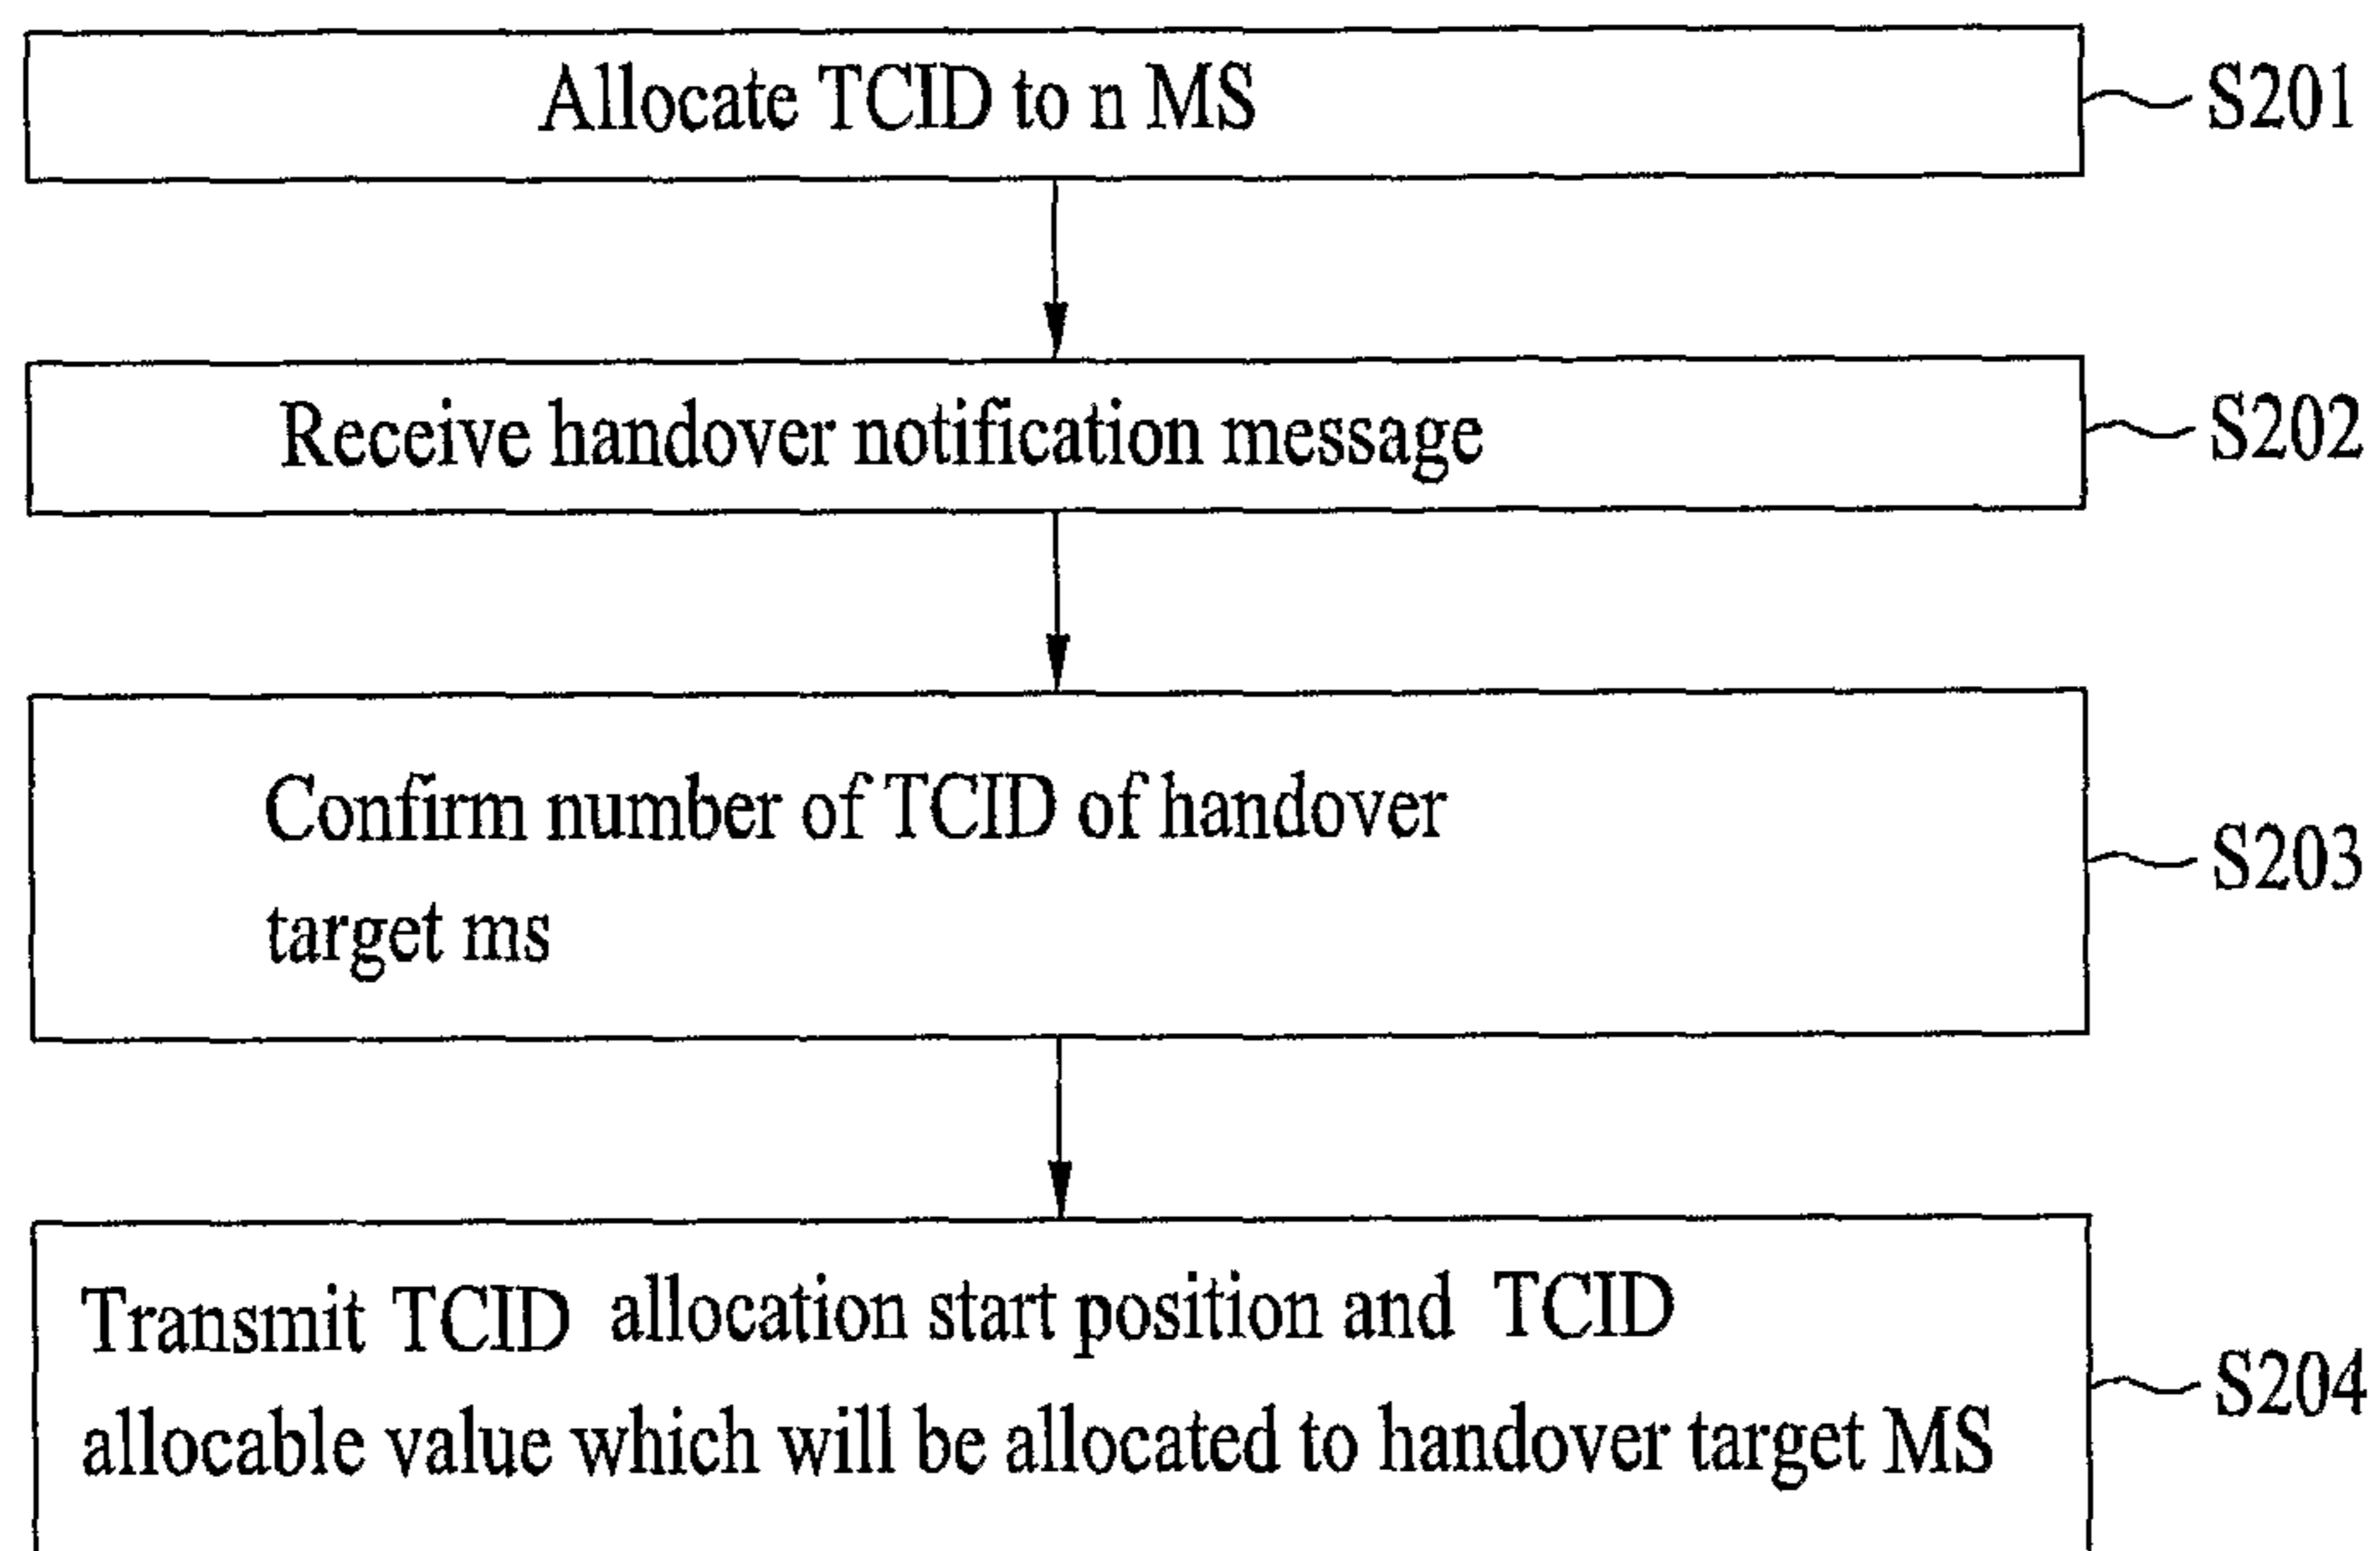 Allocate TCID to n MS
S201
Receive handover notification message
S202
Confirm number of TCID of handover
target ms
S203
Transmit TCID allocation start position and TCID
allocable value which will be allocated to handover target MS
S204